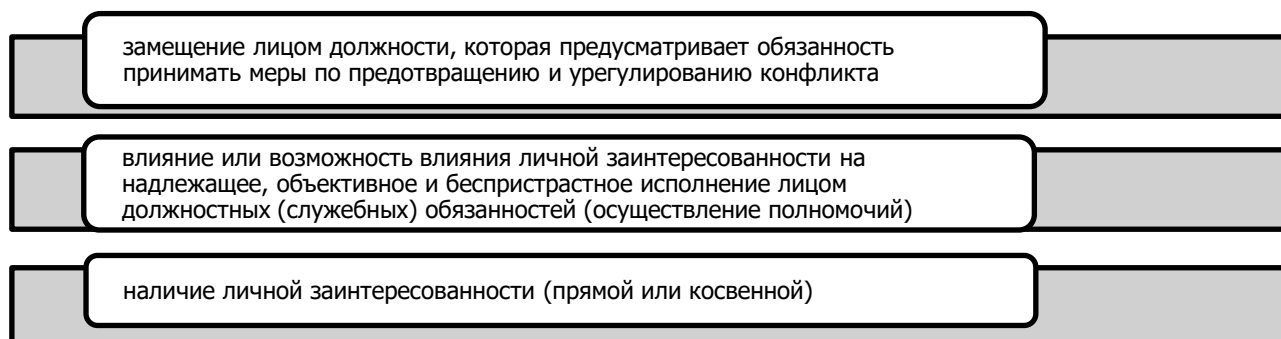 замещение лицом должности, которая предусматривает обязанность
принимать меры по предотвращению и урегулированию конфликта
влияние или возможность влияния личной заинтересованности на
надлежащее, объективное и беспристрастное исполнение лицом
должностных (служебных) обязанностей (осуществление полномочий)
наличие личной заинтересованности (прямой или косвенной)